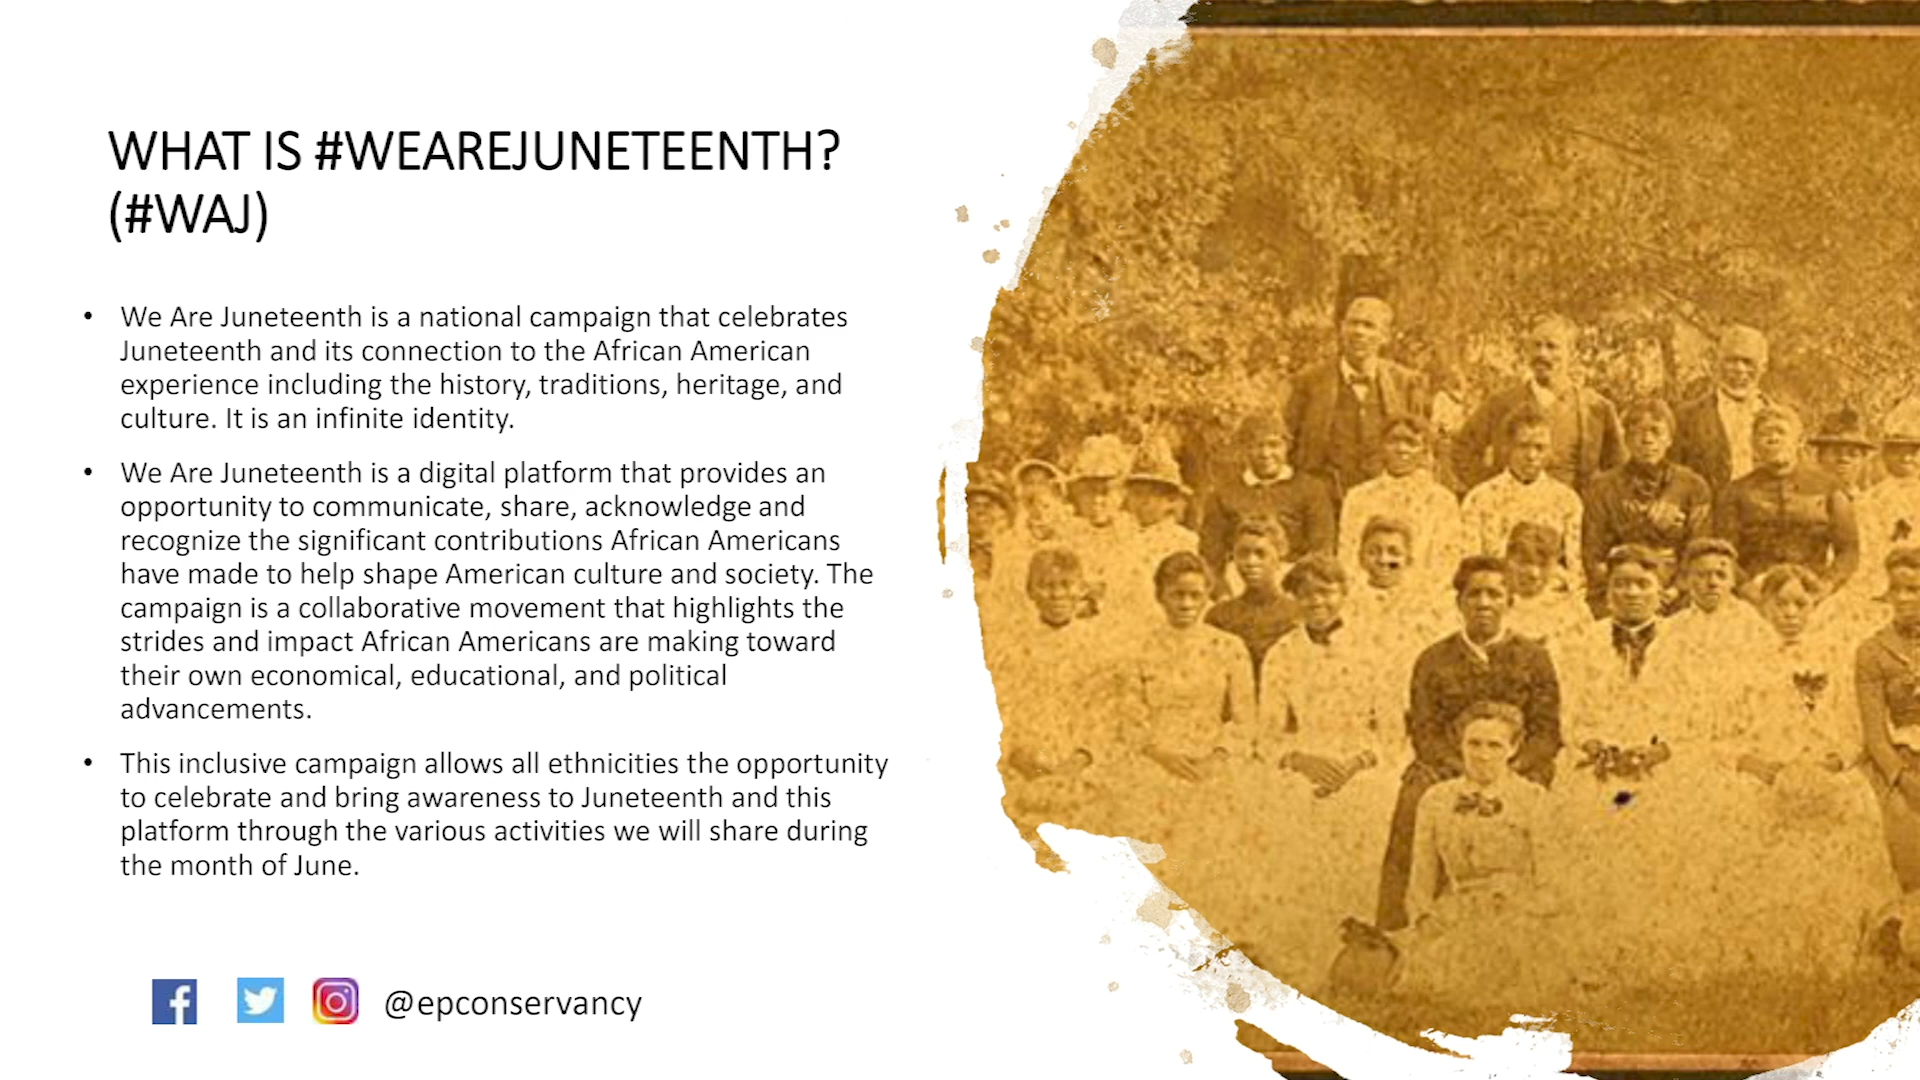 WHAT IS #WEAREJUNETEENTH?
(#WAJ)
• We Are Juneteenth is a national campaign that celebrates
Juneteenth and its connection to the African American
experience including the history, traditions, heritage, and
culture. It is an infinite identity.
• We Are Juneteenth is a digital platform that provides an
opportunity to communicate, share, acknowledge and
recognize the significant contributions African Americans
have made to help shape American culture and society. The
campaign is a collaborative movement that highlights the
strides and impact African Americans are making toward
their own economical, educational, and political
advancements.
• This inclusive campaign allows all ethnicities the opportunity
to celebrate and bring awareness to Juneteenth and this
platform through the various activities we will share during
the month of June.
@epconservancy